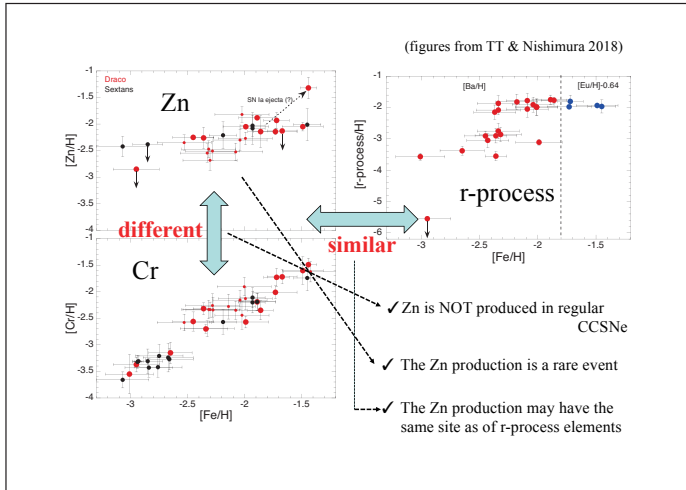 (figures from TT & Nishimura 2018)
Draco
Sextans
Zn
SN Ia ejecta (?)
-1
-1.5
-2
-2.5
-3
-3.5
-4
[Zn/H]
[Ba/H]
[Eu/H]-0.64
-1
-2
-3
-4
-5
-6
[r-process/H]
r-process
-3
-2.5
-2
-1.5
[Fe/H]
different
similar
Cr
-1
-1.5
-2
-2.5
-3
-3.5
-4
[Cr/H]
-3
-2.5
-2
-1.5
[Fe/H]
✓ Zn is NOT produced in regular
CCSNe
✓ The Zn production is a rare event
✓ The Zn production may have the
same site as of r-process elements